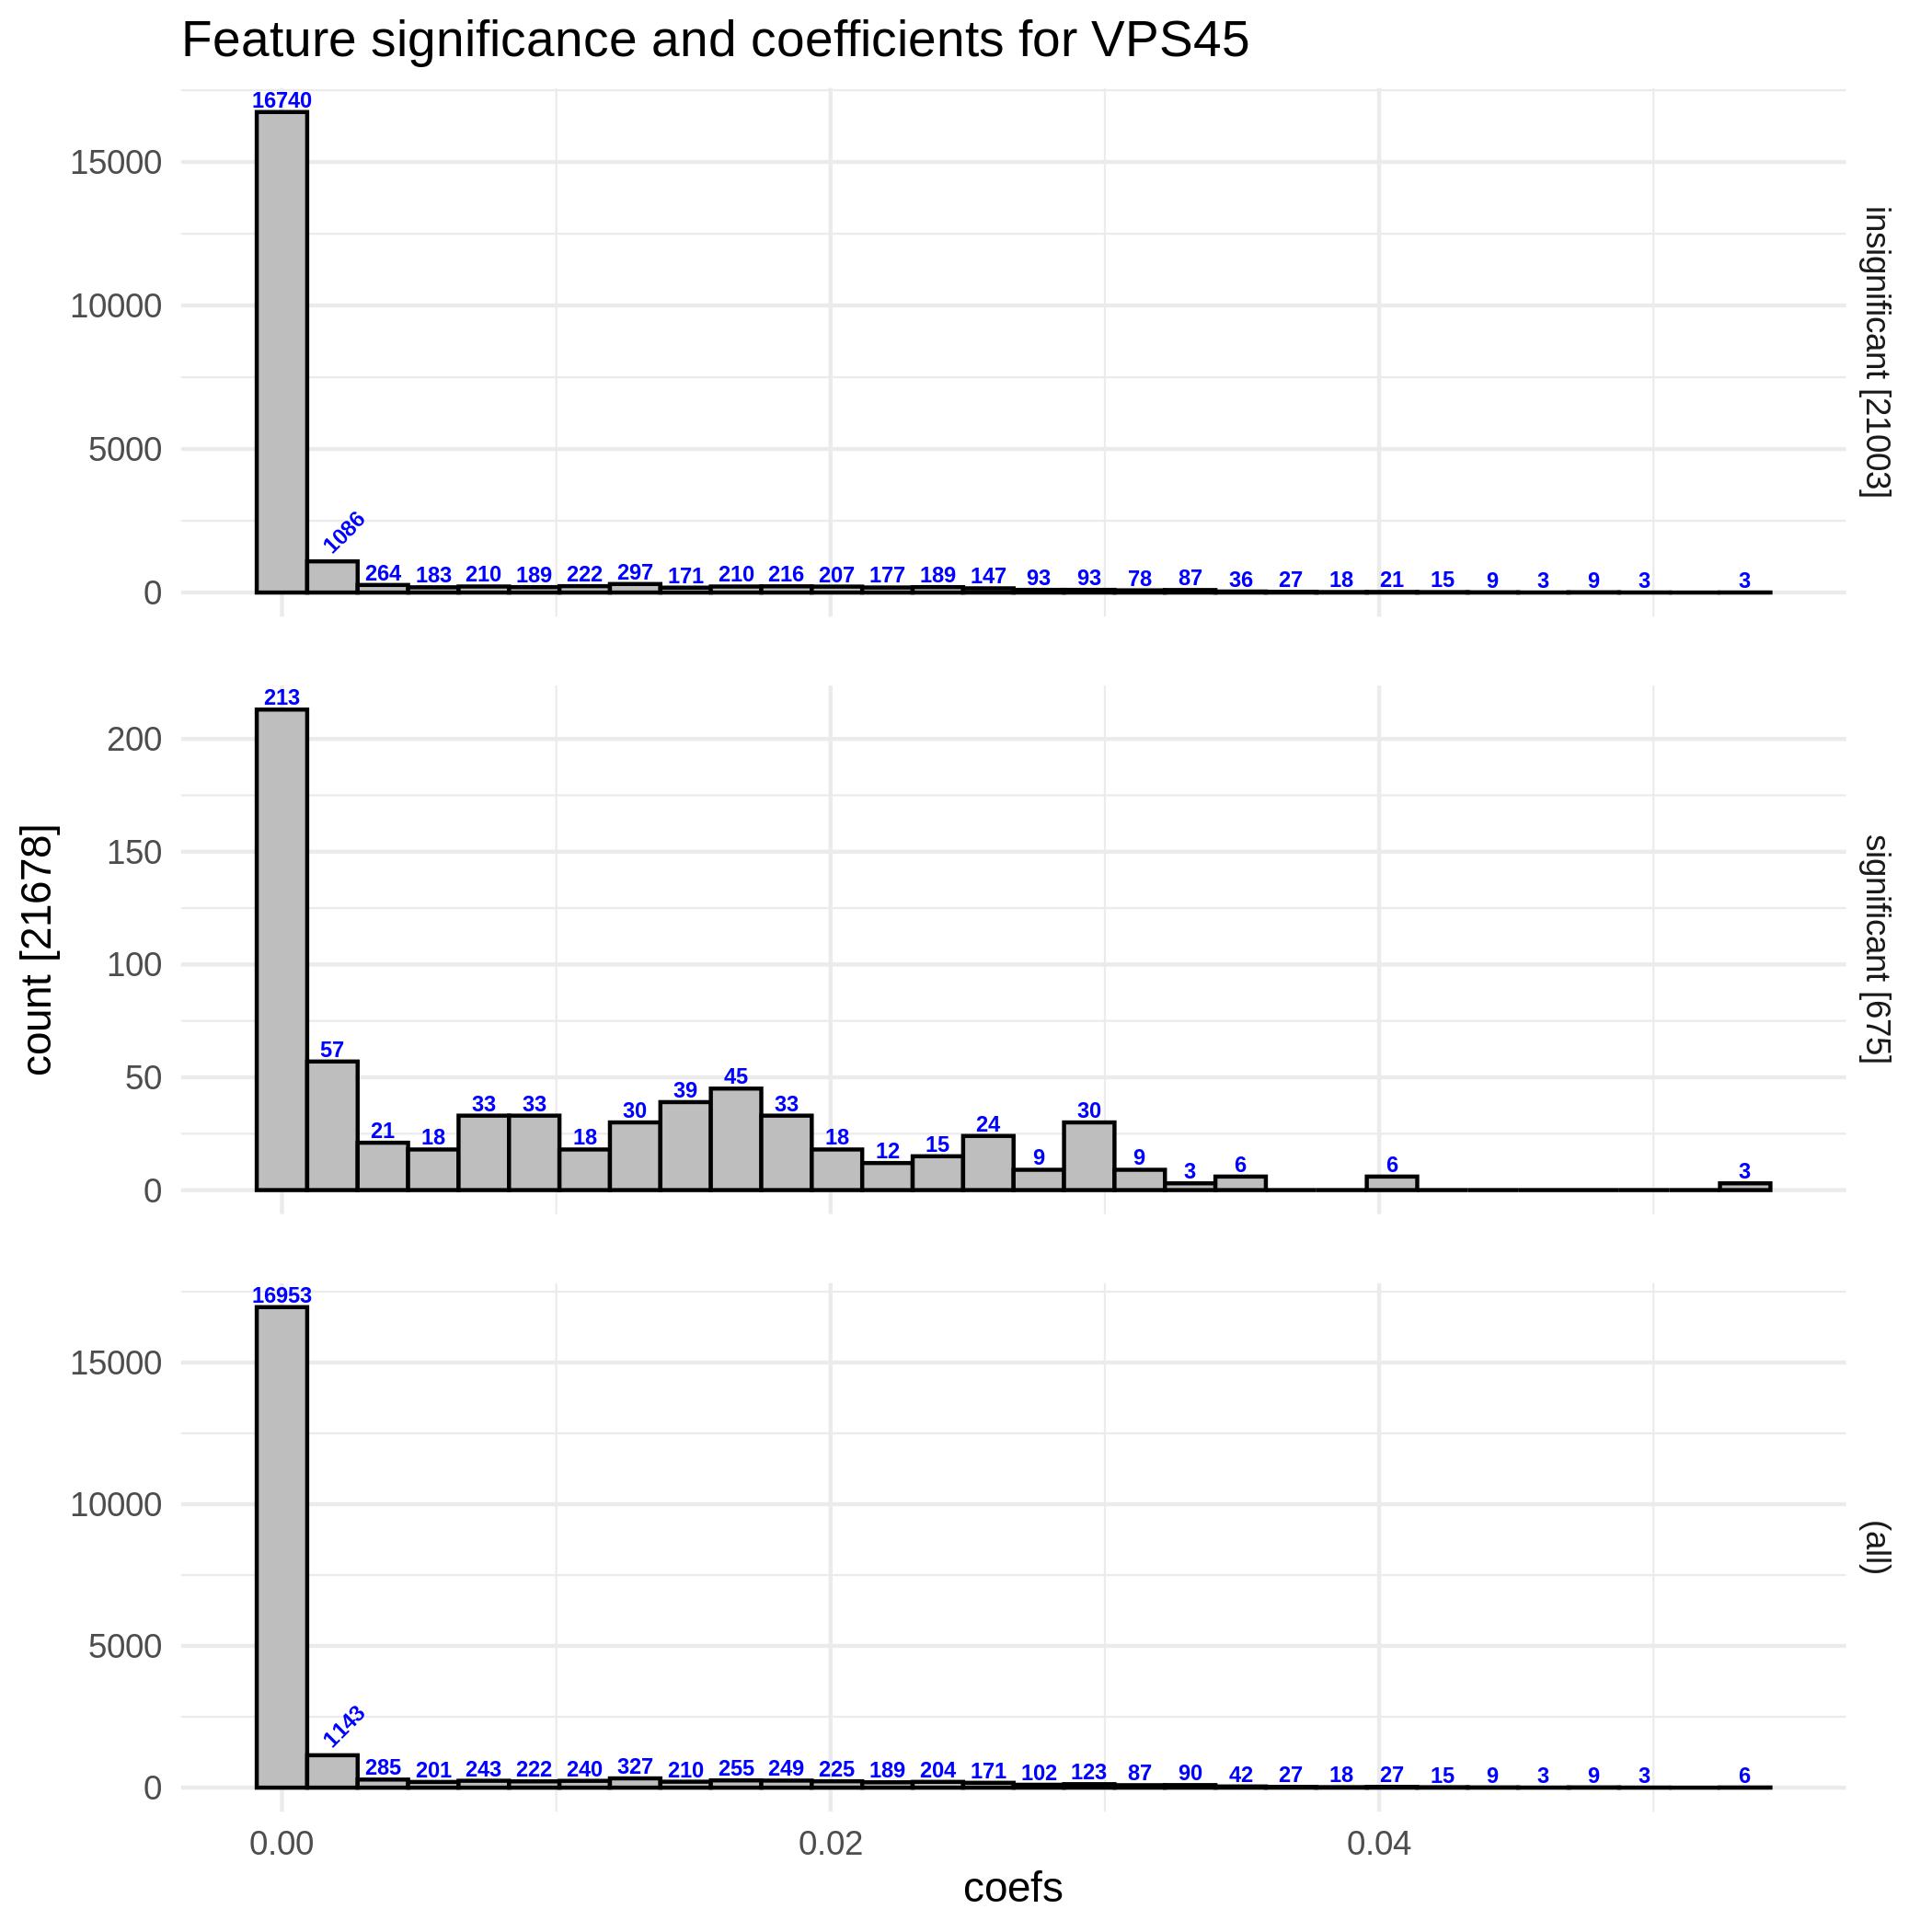 Feature significance and coefficients for VPS45
16740
15000
10000
5000
0
1086
264 183 210 189 222 297 171 210 216 207 177 189 147 93 93 78 87 36 27 18 21 15 9 3 9 3 3
insignificant [21003]
count [21678]
213
200
150
100
50
0
57 21 18 33 33 18 30 39 45 33 18 12 15 24 9 30 9 3 6 6 3
significant [675]
16953
15000
10000
5000
0
1143
285 201 243 222 240 327 210 255 249 225 189 204 171 102 123 87 90 42 27 18 27 15 9 3 9 3 6
(all)
0.00 0.02 0.04
coefs